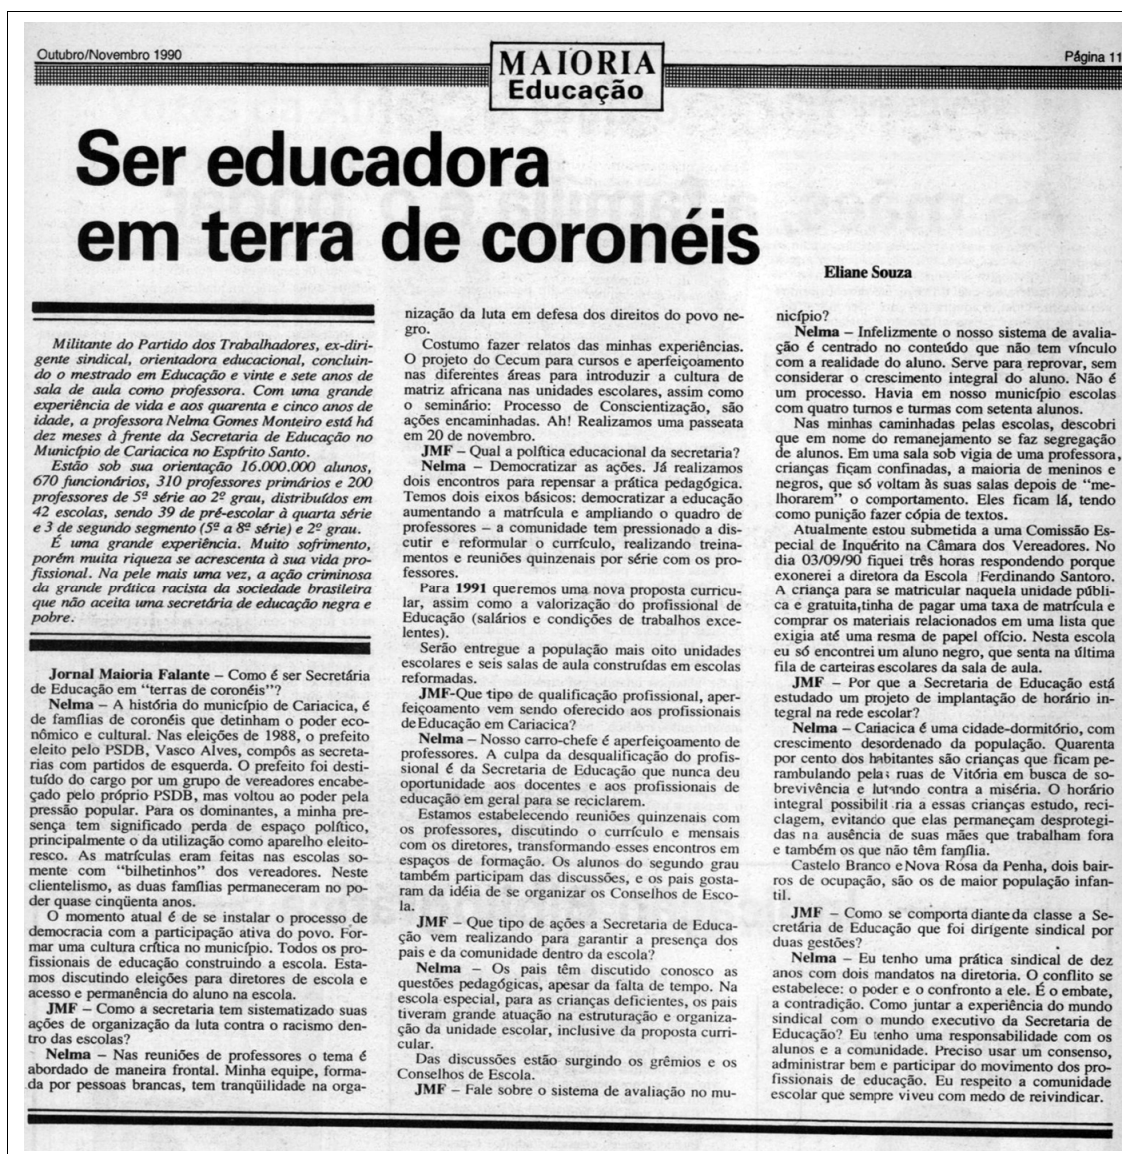 Outubro/Novembro 1990
MAIORIA
Educação
Página 11
Ser educadora
em terra de coronéis
Eliane Souza
Militante do Partido dos Trabalhadores, ex-diri-
gente sindical, orientadora educacional, concluin-
do o mestrado em Educação e vinte e sete anos de
sala de aula como professora. Com uma grande
experiência de vida e aos quarenta e cinco anos de
idade, a professora Nelma Gomes Monteiro está há
dez meses à frente da Secretaria de Educação no
Município de Cariacica no Espírito Santo.
Estão sob sua orientação 16.000.000 alunos,
670 funcionários, 310 professores primários e 200
professores de 5ª série ao 2º grau, distribuídos em
42 escolas, sendo 39 de pré-escolar à quarta série
e 3 de segundo segmento (5ª a 8ª série) e 2º grau.
É uma grande experiência. Muito sofrimento,
porém muita riqueza se acrescenta à sua vida pro-
fissional. Na pele mais uma vez, a ação criminosa
da grande prática racista da sociedade brasileira
que não aceita uma secretária de educação negra e
pobre.
Jornal Maioria Falante – Como é ser Secretária
de Educação em “terras de coronéis”?
Nelma – A história do município de Cariacica, é
de famílias de coronéis que detinham o poder eco-
nômico e cultural. Nas eleições de 1988, o prefeito
eleito pelo PSDB, Vasco Alves, compôs as secreta-
rias com partidos de esquerda. O prefeito foi desti-
tuído do cargo por um grupo de vereadores encabe-
çado pelo próprio PSDB, mas voltou ao poder pela
pressão popular. Para os dominantes, a minha pre-
sença tem significado perda de espaço político,
principalmente o da utilização como aparelho eleito-
resco. As matrículas eram feitas nas escolas so-
mente com “bilhetinhos” dos vereadores. Neste
clientelismo, as duas famílias permaneceram no po-
der quase cinqüenta anos.
O momento atual é de se instalar o processo de
democracia com a participação ativa do povo. For-
mar uma cultura crítica no município. Todos os pro-
fissionais de educação construindo a escola. Esta-
mos discutindo eleições para diretores de escola e
acesso e permanência do aluno na escola.
JMF – Como a secretaria tem sistematizado suas
ações de organização da luta contra o racismo den-
tro das escolas?
Nelma – Nas reuniões de professores o tema é
abordado de maneira frontal. Minha equipe, forma-
da por pessoas brancas, tem tranqüilidade na orga-
nização da luta em defesa dos direitos do povo ne-
gro.
Costumo fazer relatos das minhas experiências.
O projeto do Cecum para cursos e aperfeiçoamento
nas diferentes áreas para introduzir a cultura de
matriz africana nas unidades escolares, assim como
o seminário: Processo de Conscientização, são
ações encaminhadas. Ah! Realizamos uma passeata
em 20 de novembro.
JMF – Qual a política educacional da secretaria?
Nelma – Democratizar as ações. Já realizamos
dois encontros para repensar a prática pedagógica.
Temos dois eixos básicos: democratizar a educação
aumentando a matrícula e ampliando o quadro de
professores – a comunidade tem pressionado a dis-
cutir e reformular o currículo, realizando treina-
mentos e reuniões quinzenais por série com os pro-
fessores.
Para 1991 queremos uma nova proposta curricu-
lar, assim como a valorização do profissional de
Educação (salários e condições de trabalhos exce-
lentes).
Serão entregue a população mais oito unidades
escolares e seis salas de aula construídas em escolas
reformadas.
JMF-Que tipo de qualificação profissional, aper-
feiçoamento vem sendo oferecido aos profissionais
de Educação em Cariacica?
Nelma – Nosso carro-chefe é aperfeiçoamento de
professores. A culpa da desqualificação do profis-
sional é da Secretaria de Educação que nunca deu
oportunidade aos docentes e aos profissionais de
educação em geral para se reciclarem.
Estamos estabelecendo reuniões quinzenais com
os professores, discutindo o currículo e mensais
com os diretores, transformando esses encontros em
espaços de formação. Os alunos do segundo grau
também participam das discussões, e os pais gosta-
ram da idéia de se organizar os Conselhos de Esco-
la.
JMF – Que tipo de ações a Secretaria de Educa-
ção vem realizando para garantir a presença dos
pais e da comunidade dentro da escola?
Nelma – Os pais têm discutido conosco as
questões pedagógicas, apesar da falta de tempo. Na
escola especial, para as crianças deficientes, os pais
tiveram grande atuação na estruturação e organiza-
ção da unidade escolar, inclusive da proposta curri-
cular.
Das discussões estão surgindo os grêmios e os
Conselhos de Escola.
JMF – Fale sobre o sistema de avaliação no mu-
nicípio?
Nelma – Infelizmente o nosso sistema de avalia-
ção é centrado no conteúdo que não tem vínculo
com a realidade do aluno. Serve para reprovar, sem
considerar o crescimento integral do aluno. Não é
um processo. Havia em nosso município escolas
com quatro turnos e turmas com setenta alunos.
Nas minhas caminhadas pelas escolas, descobri
que em nome do remanejamento se faz segregação
de alunos. Em uma sala sob vigia de uma professora,
crianças ficam confinadas, a maioria de meninos e
negros, que só voltam às suas salas depois de “me-
lhorarem” o comportamento. Eles ficam lá, tendo
como punição fazer cópia de textos.
Atualmente estou submetida a uma Comissão Es-
pecial de Inquérito na Câmara dos Vereadores. No
dia 03/09/90 fiquei três horas respondendo porque
exonerei a diretora da Escola Ferdinando Santoro.
A criança para se matricular naquela unidade públi-
ca e gratuita,tinha de pagar uma taxa de matrícula e
comprar os materiais relacionados em uma lista que
exigia até uma resma de papel ofício. Nesta escola
eu só encontrei um aluno negro, que senta na última
fila de carteiras escolares da sala de aula.
JMF – Por que a Secretaria de Educação está
estudado um projeto de implantação de horário in-
tegral na rede escolar?
Nelma – Cariacica é uma cidade-dormitório, com
crescimento desordenado da população. Quarenta
por cento dos habitantes são crianças que ficam pe-
rambulando pelas ruas de Vitória em busca de so-
brevivência e lutando contra a miséria. O horário
integral possibilitaria a essas crianças estudo, reci-
clagem, evitando que elas permaneçam desprotegi-
das na ausência de suas mães que trabalham fora
e também os que não têm família.
Castelo Branco e Nova Rosa da Penha, dois bair-
ros de ocupação, são os de maior população infan-
til.
JMF – Como se comporta diante da classe a Se-
cretária de Educação que foi dirigente sindical por
duas gestões?
Nelma – Eu tenho uma prática sindical de dez
anos com dois mandatos na diretoria. O conflito se
estabelece: o poder e o confronto a ele. É o embate,
a contradição. Como juntar a experiência do mundo
sindical com o mundo executivo da Secretaria de
Educação? Eu tenho uma responsabilidade com os
alunos e a comunidade. Preciso usar um consenso,
administrar bem e participar do movimento dos pro-
fissionais de educação. Eu respeito a comunidade
escolar que sempre viveu com medo de reivindicar.